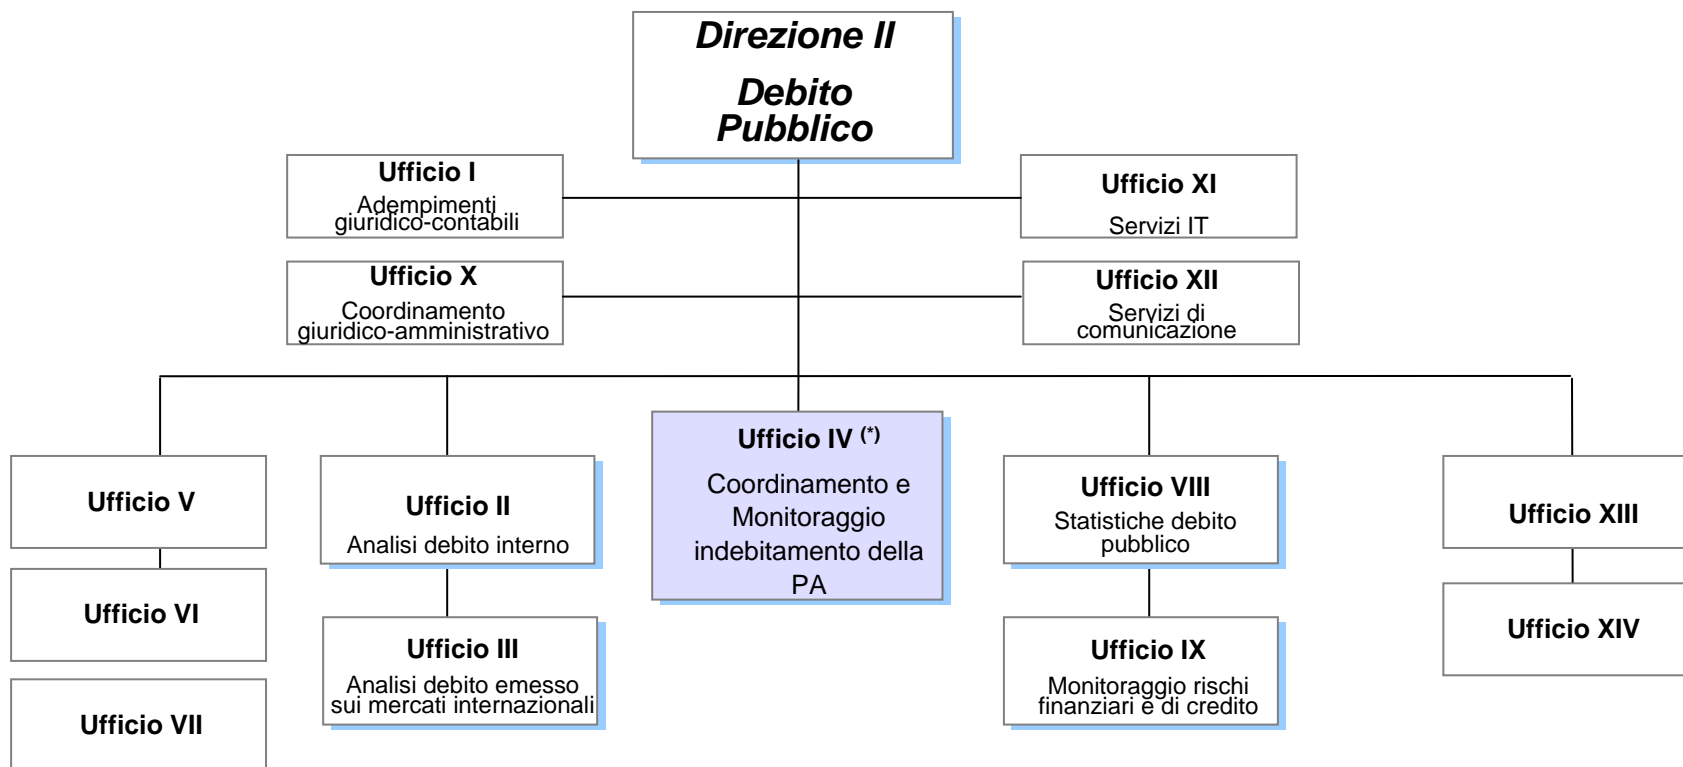 Direzione II
Debito
Pubblico
Ufficio I
Adempimenti
giuridico-contabili
Ufficio XI
Servizi IT
Ufficio X
Coordinamento
giuridico-amministrativo
Ufficio XII
Servizi di
comunicazione
Ufficio V
Ufficio II
Analisi debito interno
Ufficio IV (*)
Coordinamento e
Monitoraggio
indebitamento della
PA
Ufficio VIII
Statistiche debito
pubblico
Ufficio XIII
Ufficio VI
Ufficio III
Analisi debito emesso
sui mercati internazionali
Ufficio IX
Monitoraggio rischi
finanziari e di credito
Ufficio XIV
Ufficio VII